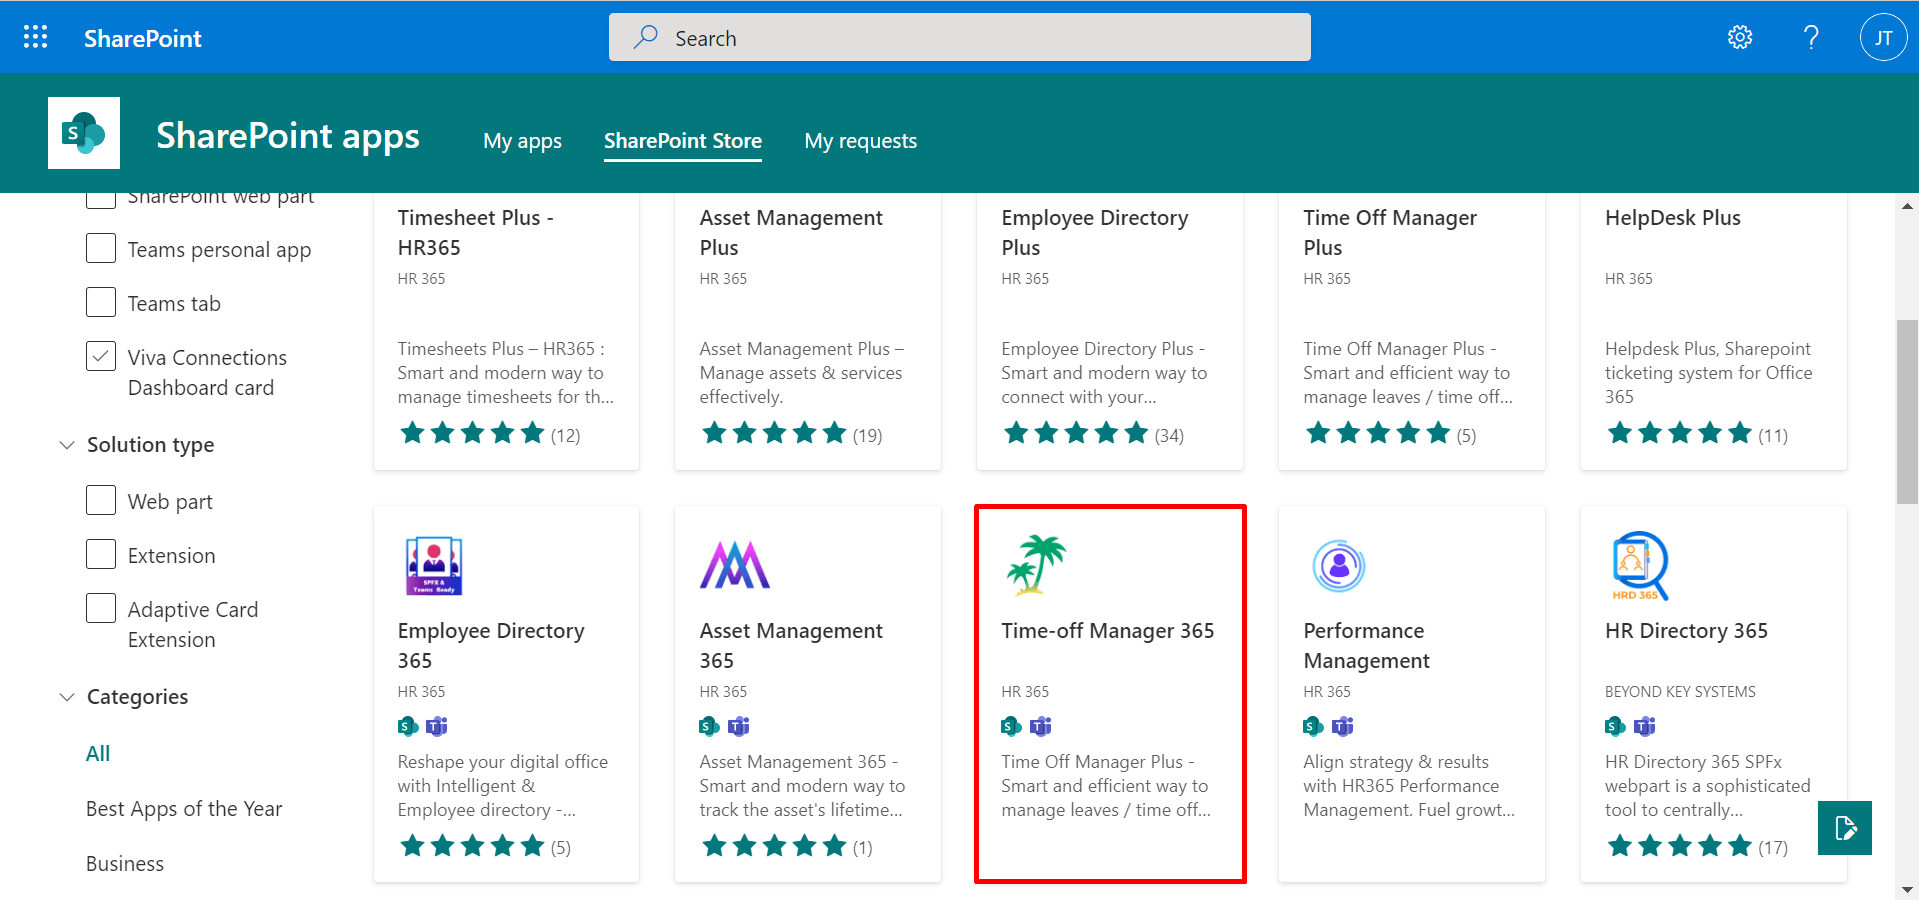 SharePoint
Search
?
JT
S
SharePoint apps
My apps
SharePoint Store
My requests
SharePoint web part
Teams personal app
Teams tab
Viva Connections
Dashboard card
Solution type
Web part
Extension
Adaptive Card
Extension
Categories
All
Best Apps of the Year
Business
Timesheet Plus -
HR365
HR 365
Timesheets Plus – HR365 :
Smart and modern way to
manage timesheets for th...
(12)
Asset Management
Plus
HR 365
Asset Management Plus –
Manage assets & services
effectively.
(19)
Employee Directory
Plus
HR 365
Employee Directory Plus -
Smart and modern way to
connect with your...
(34)
Time Off Manager
Plus
HR 365
Time Off Manager Plus -
Smart and efficient way to
manage leaves / time off...
(5)
HelpDesk Plus
HR 365
Helpdesk Plus, Sharepoint
ticketing system for Office
365
(11)
SPFX &
Teams Ready
Employee Directory
365
HR 365
S T
Reshape your digital office
with Intelligent &
Employee directory -...
(5)
Asset Management
365
HR 365
S T
Asset Management 365 -
Smart and modern way to
track the asset's lifetime...
(1)
Time-off Manager 365
HR 365
S T
Time Off Manager Plus -
Smart and efficient way to
manage leaves / time off...
Performance
Management
HR 365
S T
Align strategy & results
with HR365 Performance
Management. Fuel growt...
HRD 365
HR Directory 365
BEYOND KEY SYSTEMS
S T
HR Directory 365 SPFx
webpart is a sophisticated
tool to centrally...
(17)